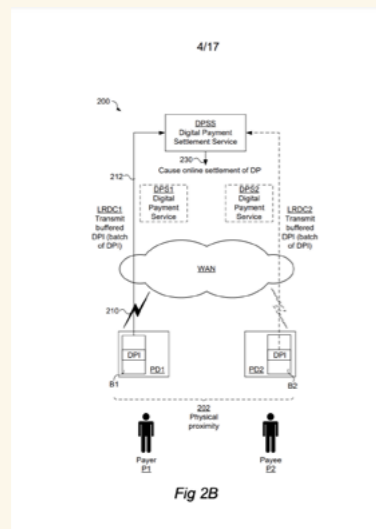 4/17
200
DPSS
Digital Payment
Settlement Service
230
Cause online settlement of DP
212
DPS1
Digital
Payment
Service
DPS2
Digital
Payment
Service
LRDC1
Transmit
buffered
DPI (batch
of DPI)
LRDC2
Transmit
buffered
DPI (batch
of DPI)
WAN
210
DPI
PD1
B1
DPI
PD2
B2
202
Physical
proximity
Payer
P1
Payee
P2
Fig 2B